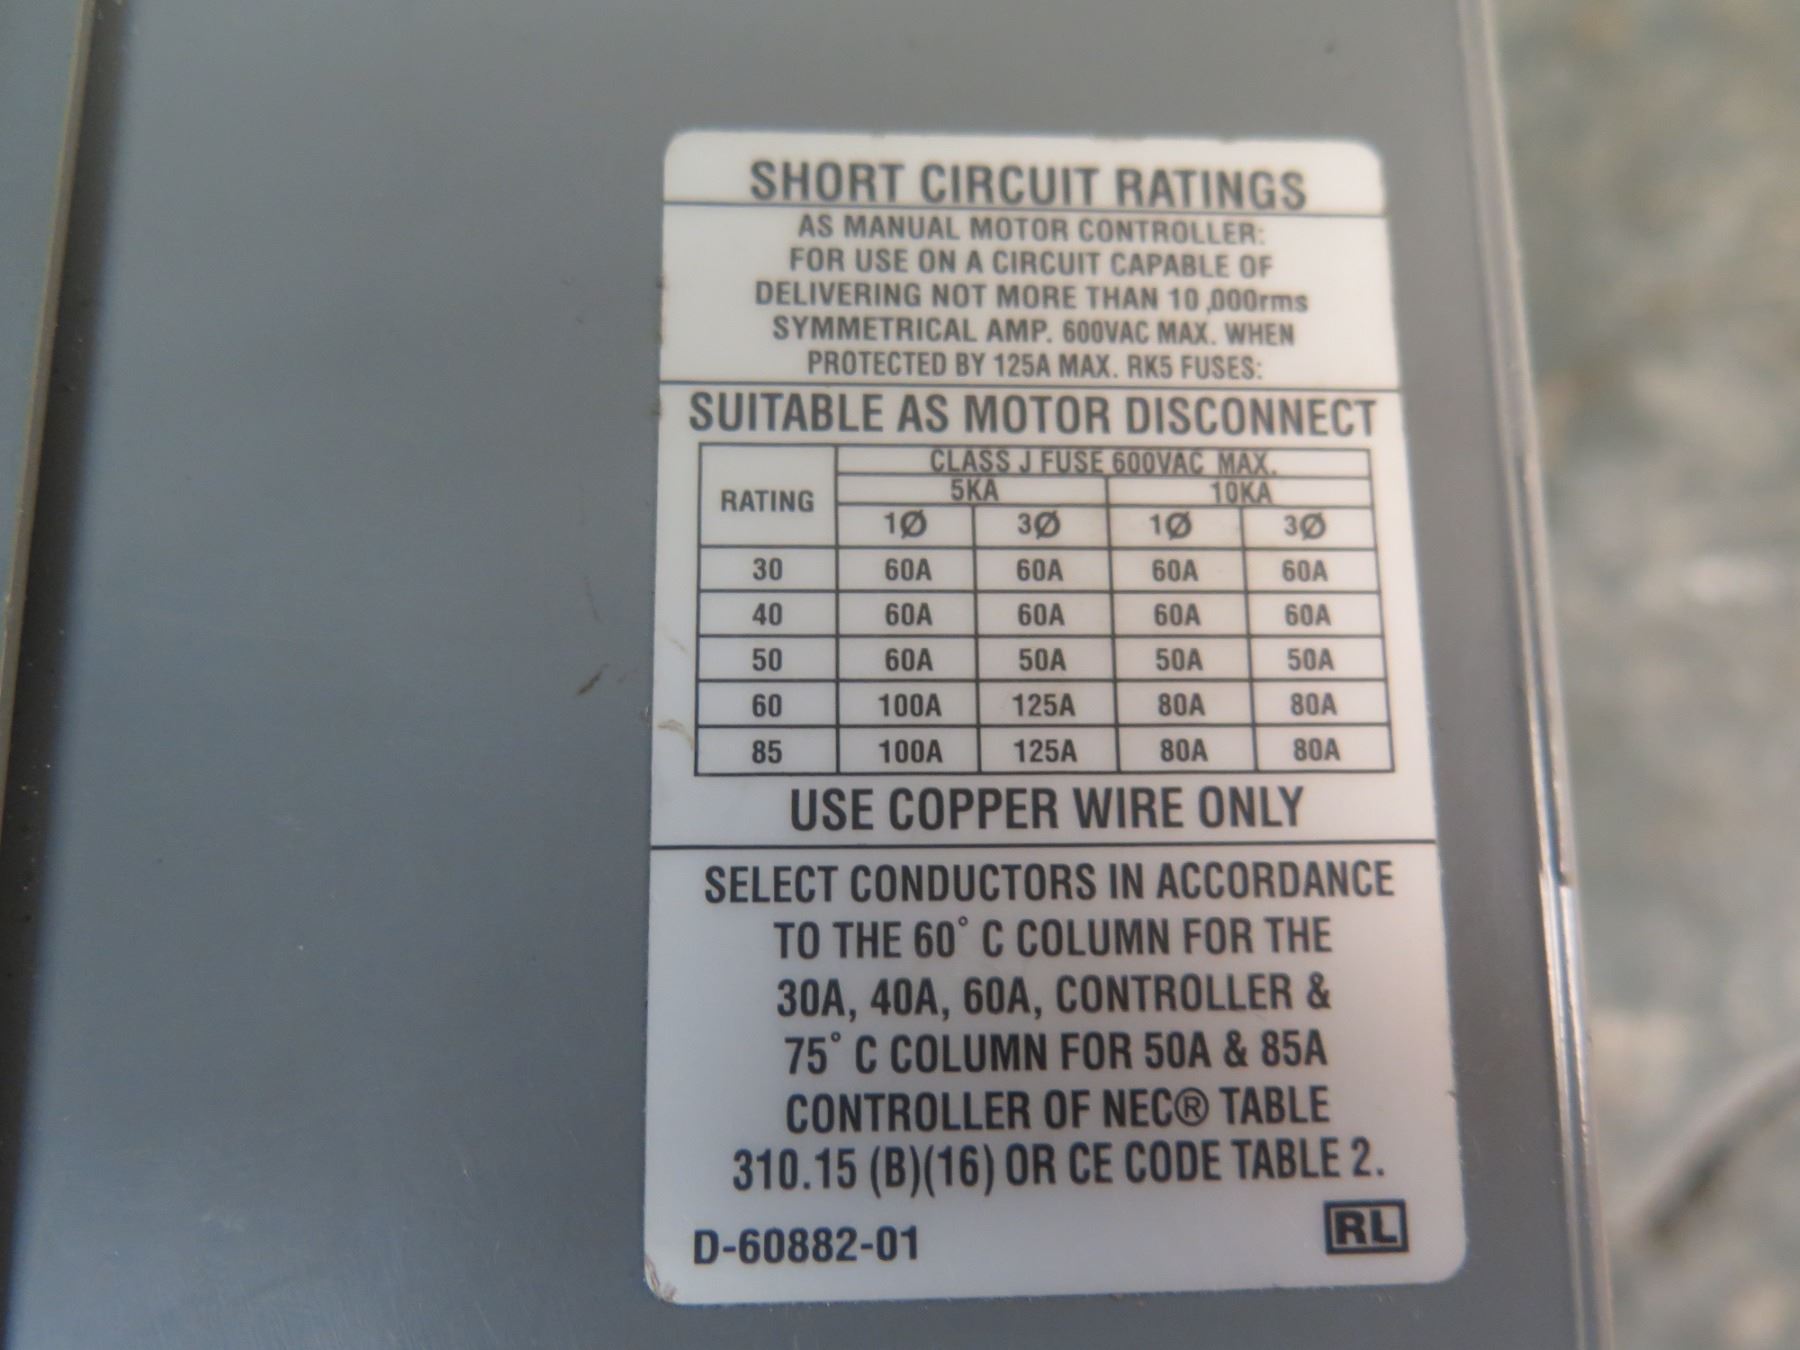 SHORT CIRCUIT RATINGS
AS MANUAL MOTOR CONTROLLER:
FOR USE ON A CIRCUIT CAPABLE OF
DELIVERING NOT MORE THAN 10,000rms
SYMMETRICAL AMP. 600VAC MAX. WHEN
PROTECTED BY 125A MAX. RK5 FUSES:
SUITABLE AS MOTOR DISCONNECT
RATING CLASS J FUSE 600VAC MAX.
5KA 10KA
1Ø 3Ø 1Ø 3Ø
30 60A 60A 60A 60A
40 60A 60A 60A 60A
50 60A 50A 50A 50A
60 100A 125A 80A 80A
85 100A 125A 80A 80A
USE COPPER WIRE ONLY
SELECT CONDUCTORS IN ACCORDANCE
TO THE 60° C COLUMN FOR THE
30A, 40A, 60A, CONTROLLER &
75° C COLUMN FOR 50A & 85A
CONTROLLER OF NEC® TABLE
310.15 (B)(16) OR CE CODE TABLE 2.
D-60882-01 RL